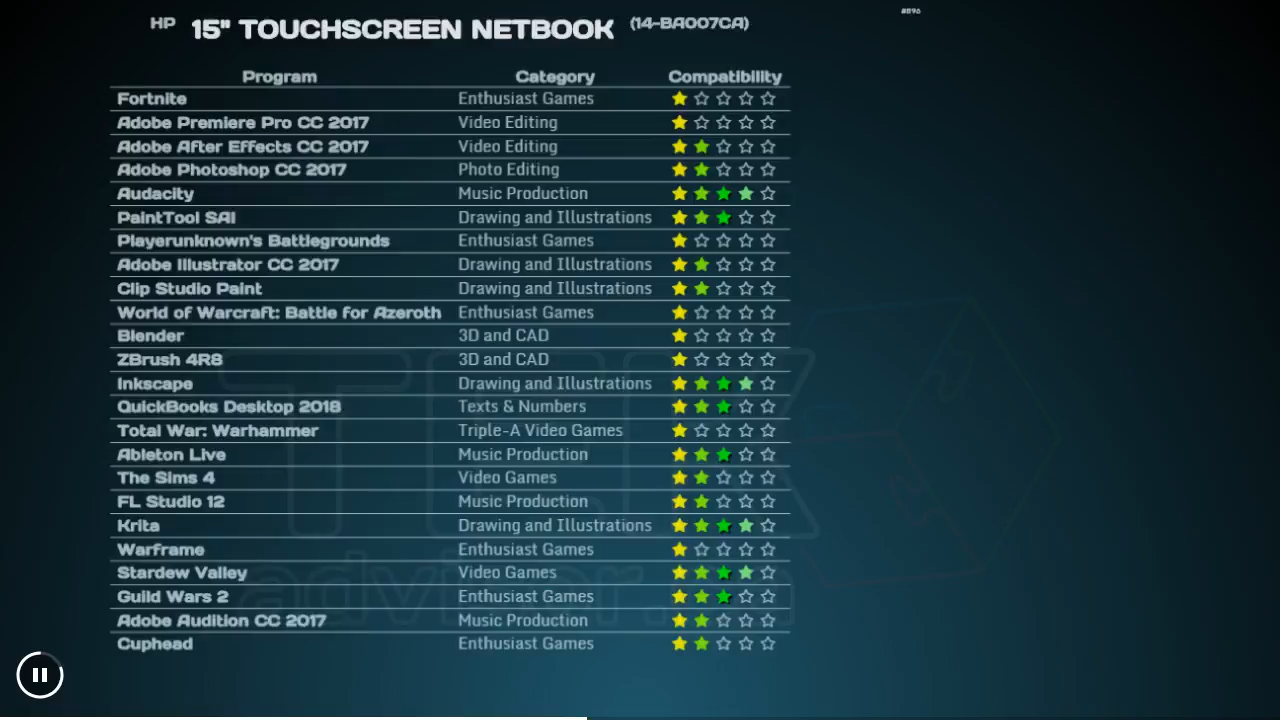 HP 15" TOUCHSCREEN NETBOOK (14-BA007CA)
#896
Program Category Compatibility
Fortnite Enthusiast Games
Adobe Premiere Pro CC 2017 Video Editing
Adobe After Effects CC 2017 Video Editing
Adobe Photoshop CC 2017 Photo Editing
Audacity Music Production
PaintTool SAI Drawing and Illustrations
Playerunknown's Battlegrounds Enthusiast Games
Adobe Illustrator CC 2017 Drawing and Illustrations
Clip Studio Paint Drawing and Illustrations
World of Warcraft: Battle for Azeroth Enthusiast Games
Blender 3D and CAD
ZBrush 4R8 3D and CAD
Inkscape Drawing and Illustrations
QuickBooks Desktop 2018 Texts & Numbers
Total War: Warhammer Triple-A Video Games
Ableton Live Music Production
The Sims 4 Video Games
FL Studio 12 Music Production
Krita Drawing and Illustrations
Warframe Enthusiast Games
Stardew Valley Video Games
Guild Wars 2 Enthusiast Games
Adobe Audition CC 2017 Music Production
Cuphead Enthusiast Games